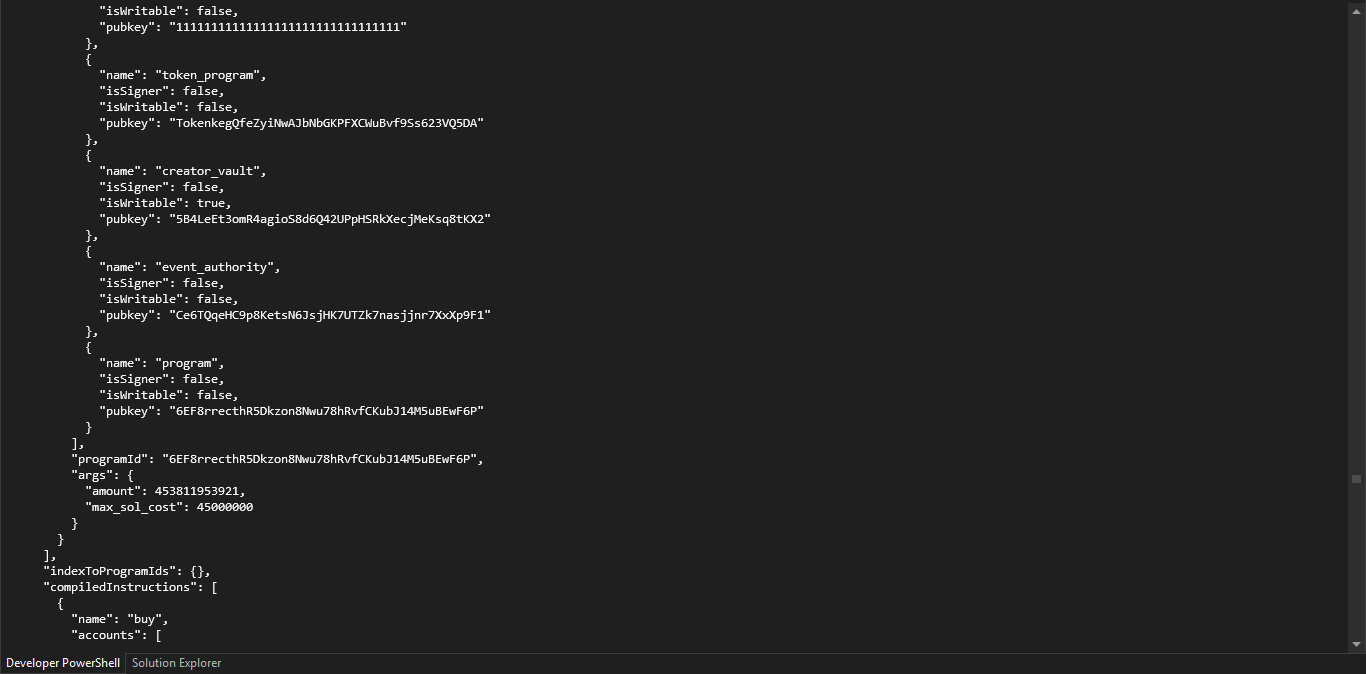 "isWritable": false,
"pubkey": "11111111111111111111111111111111"
},
{
"name": "token_program",
"isSigner": false,
"isWritable": false,
"pubkey": "TokenkegQfeZyiNwAJbNbGKPFXCWuBvf9Ss623VQ5DA"
},
{
"name": "creator_vault",
"isSigner": false,
"isWritable": true,
"pubkey": "5B4LeEt3omR4agioS8d6Q42UPpHSRkXecjMeKsq8tKX2"
},
{
"name": "event_authority",
"isSigner": false,
"isWritable": false,
"pubkey": "Ce6TQqeHC9p8KetsN6JsjHK7UTZk7nasjjnr7XxXp9F1"
},
{
"name": "program",
"isSigner": false,
"isWritable": false,
"pubkey": "6EF8rrecthR5Dkzon8Nwu78hRvfCKubJ14M5uBEwF6P"
}
],
"programId": "6EF8rrecthR5Dkzon8Nwu78hRvfCKubJ14M5uBEwF6P",
"args": {
"amount": 453811953921,
"max_sol_cost": 45000000
}
}
],
"indexToProgramIds": {},
"compiledInstructions": [
{
"name": "buy",
"accounts": [
Developer PowerShell Solution Explorer